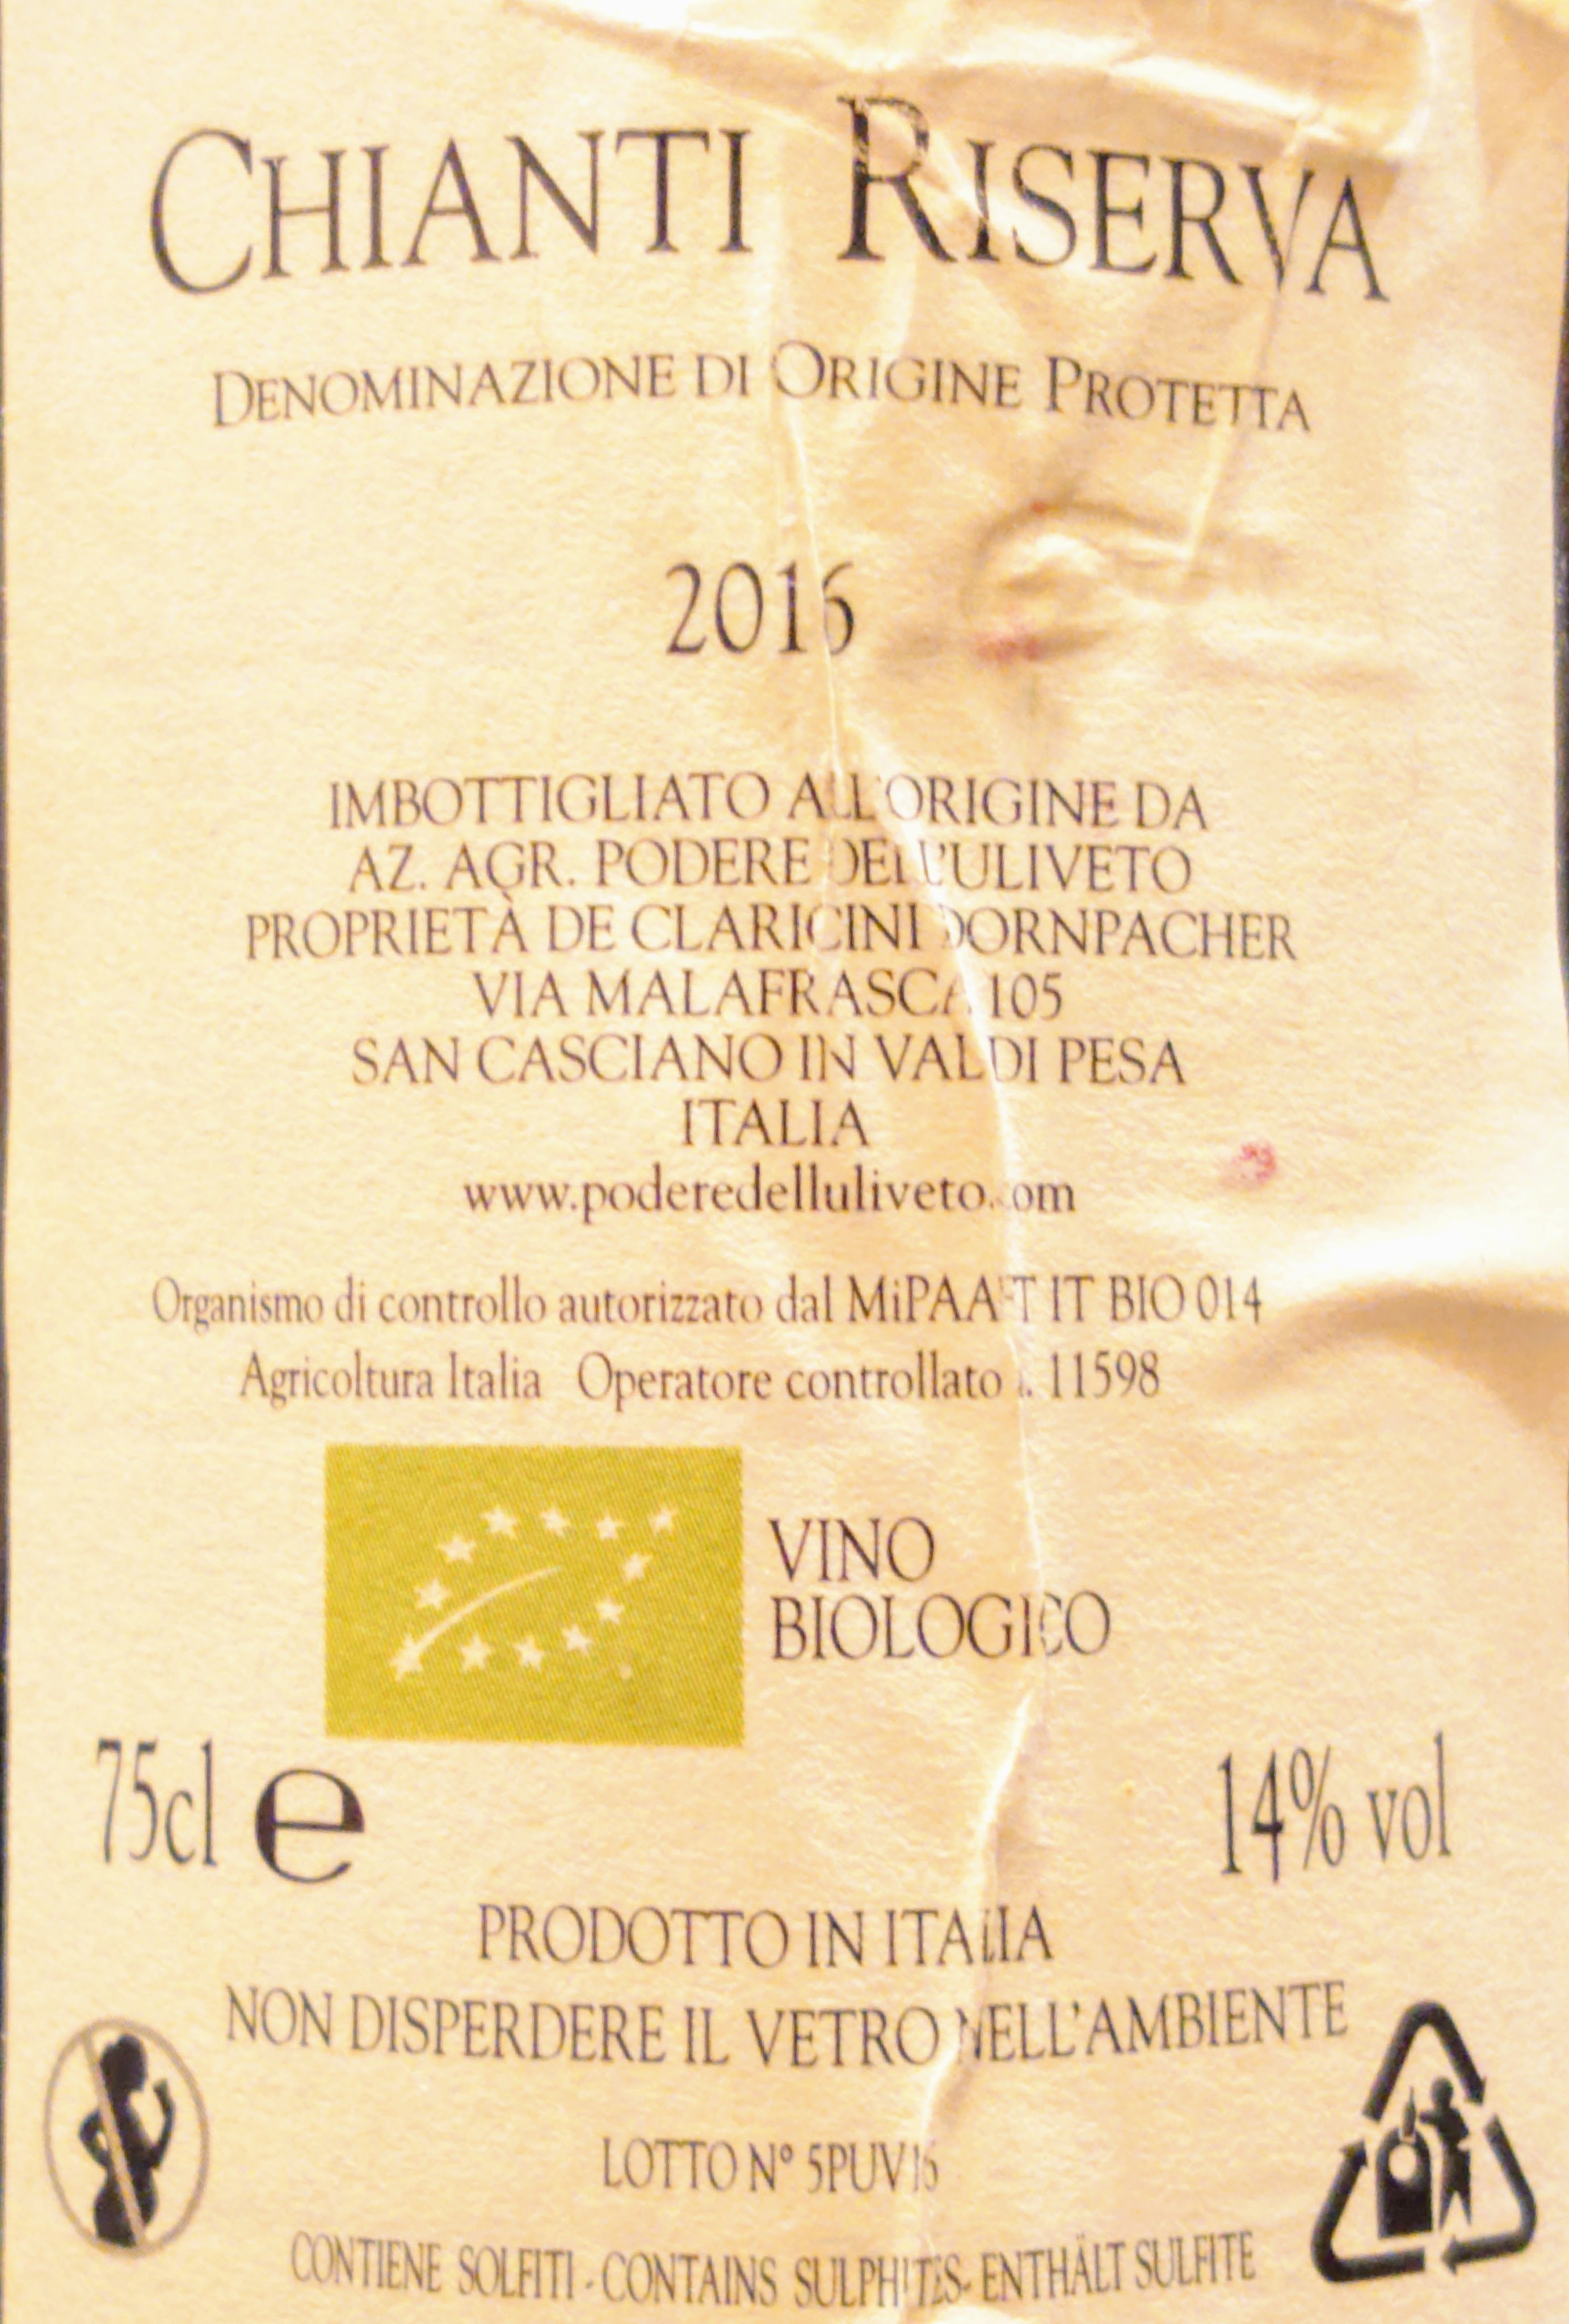 CHIANTI RISERVA
DENOMINAZIONE DI ORIGINE PROTETTA
2016
IMBOTTIGLIATO ALL'ORIGINE DA
AZ. AGR. PODERE DELL'ULIVETO
PROPRIETÀ DE CLARICINI DORNPACHER
VIA MALAFRASCA 105
SAN CASCIANO IN VAL DI PESA
ITALIA
www.poderedelluliveto.com
Organismo di controllo autorizzato dal MiPAAFT IT BIO 014
Agricoltura Italia Operatore controllato 11598
VINO
BIOLOGICO
75cl e
14% vol
PRODOTTO IN ITALIA
NON DISPERDERE IL VETRO NELL'AMBIENTE
LOTTO N° 5PUV16
CONTIENE SOLFITI - CONTAINS SULPHITES - ENTHÄLT SULFITE